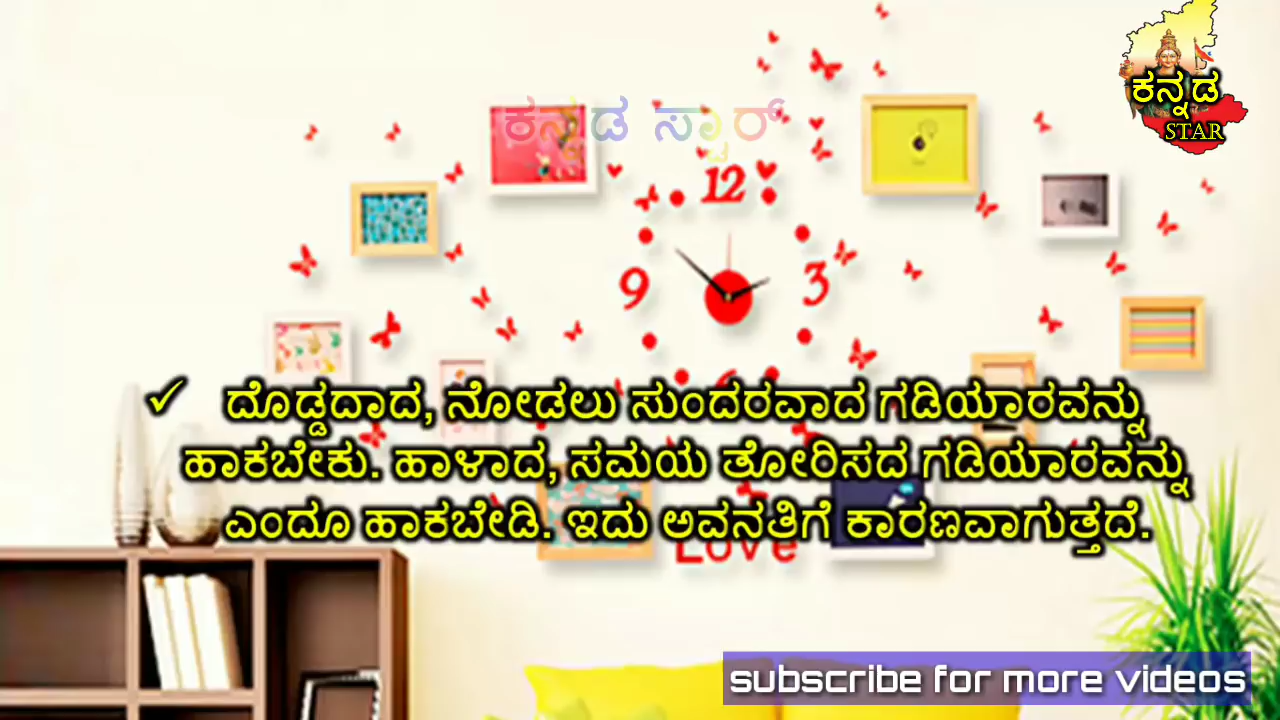 ಕನ್ನಡ
STAR
ಕನ್ನಡ ಸ್ಟಾರ್
12
9 3
6
✓ ದೊಡ್ಡದಾದ, ನೋಡಲು ಸುಂದರವಾದ ಗಡಿಯಾರವನ್ನು
ಹಾಕಬೇಕು. ಹಾಳಾದ, ಸಮಯ ತೋರಿಸದ ಗಡಿಯಾರವನ್ನು
ಎಂದೂ ಹಾಕಬೇಡಿ. ಇದು ಅವನತಿಗೆ ಕಾರಣವಾಗುತ್ತದೆ.
Love
subscribe for more videos